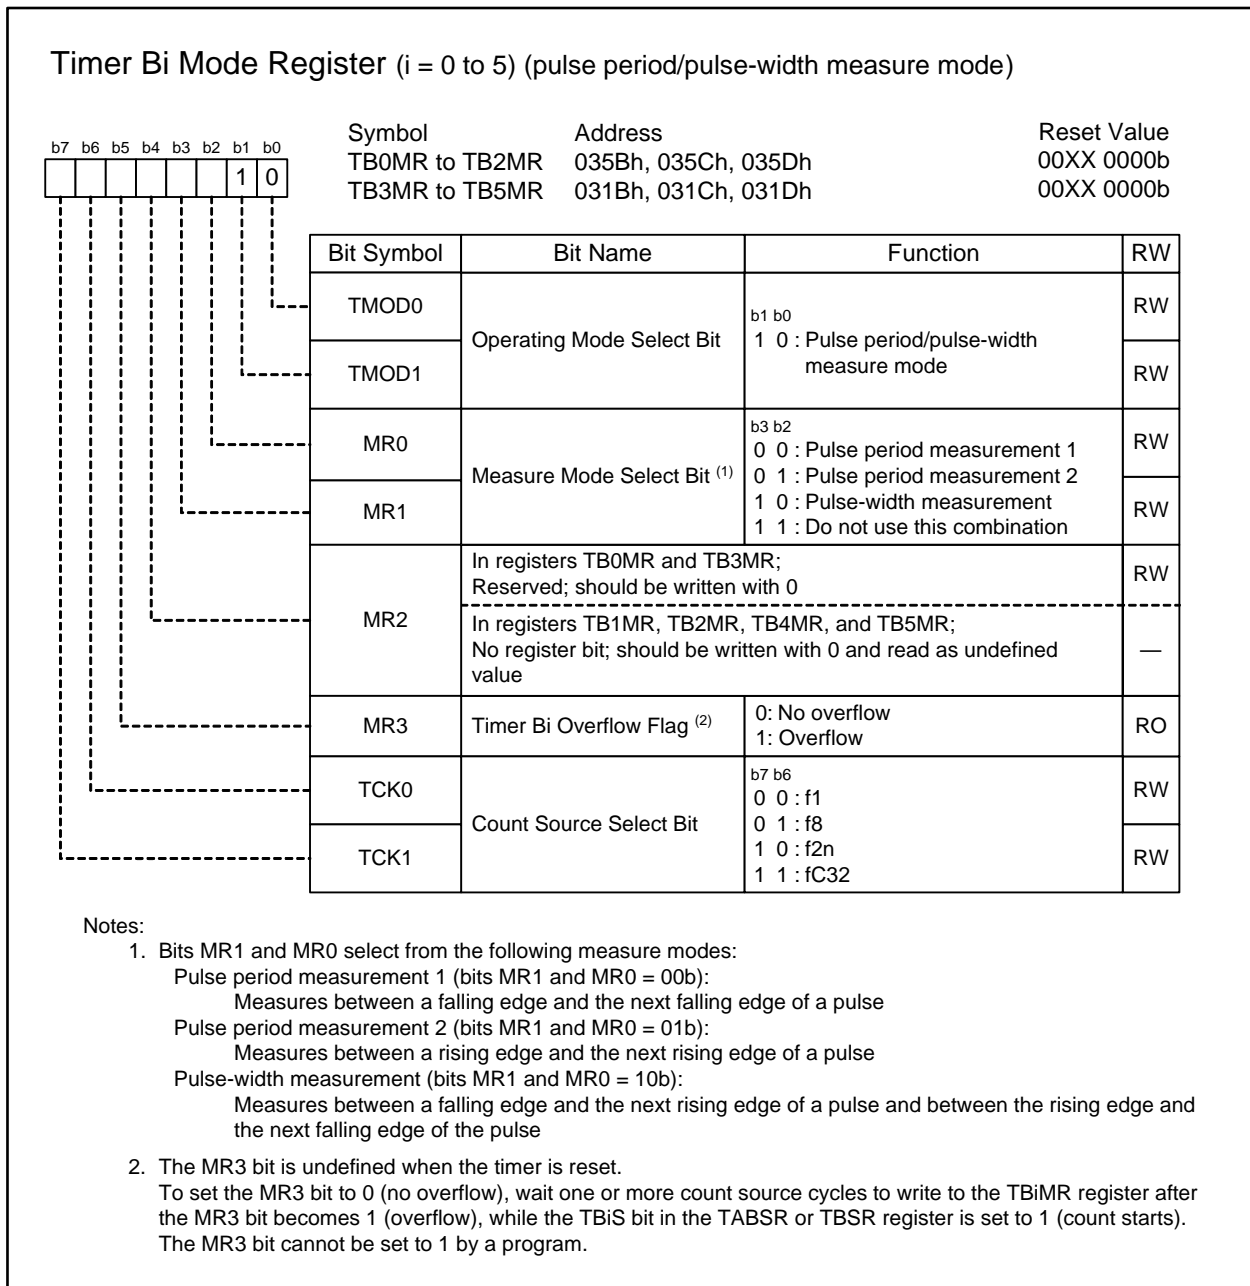 Timer Bi Mode Register (i = 0 to 5) (pulse period/pulse-width measure mode)
b7 b6 b5 b4 b3 b2 b1 b0
1 0
Symbol Address Reset Value
TB0MR to TB2MR 035Bh, 035Ch, 035Dh 00XX 0000b
TB3MR to TB5MR 031Bh, 031Ch, 031Dh 00XX 0000b
Bit Symbol Bit Name Function RW
TMOD0 RW
Operating Mode Select Bit
b1 b0
1 0 : Pulse period/pulse-width
measure mode
TMOD1 RW
MR0 RW
Measure Mode Select Bit (1)
b3 b2
0 0 : Pulse period measurement 1
0 1 : Pulse period measurement 2
1 0 : Pulse-width measurement
1 1 : Do not use this combination
MR1 RW
MR2
In registers TB0MR and TB3MR;
Reserved; should be written with 0
RW
In registers TB1MR, TB2MR, TB4MR, and TB5MR;
No register bit; should be written with 0 and read as undefined
value
—
MR3 Timer Bi Overflow Flag (2)
0: No overflow
1: Overflow
RO
TCK0 RW
Count Source Select Bit
b7 b6
0 0 : f1
0 1 : f8
1 0 : f2n
1 1 : fC32
TCK1 RW
Notes:
1. Bits MR1 and MR0 select from the following measure modes:
Pulse period measurement 1 (bits MR1 and MR0 = 00b):
Measures between a falling edge and the next falling edge of a pulse
Pulse period measurement 2 (bits MR1 and MR0 = 01b):
Measures between a rising edge and the next rising edge of a pulse
Pulse-width measurement (bits MR1 and MR0 = 10b):
Measures between a falling edge and the next rising edge of a pulse and between the rising edge and
the next falling edge of the pulse
2. The MR3 bit is undefined when the timer is reset.
To set the MR3 bit to 0 (no overflow), wait one or more count source cycles to write to the TBiMR register after
the MR3 bit becomes 1 (overflow), while the TBiS bit in the TABSR or TBSR register is set to 1 (count starts).
The MR3 bit cannot be set to 1 by a program.